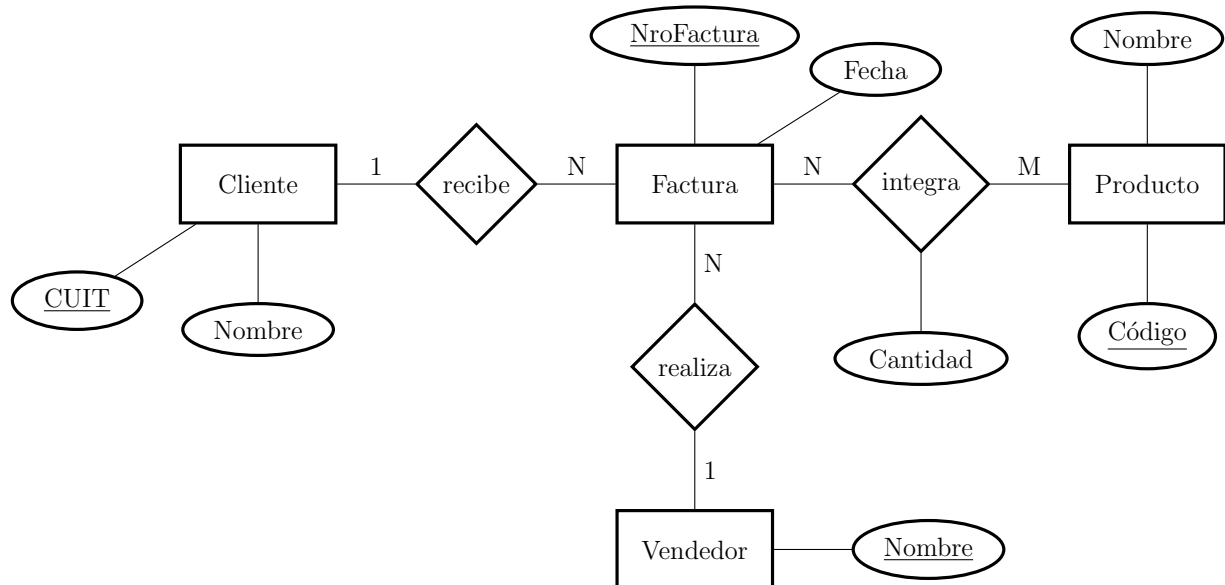 NroFactura
Nombre
Fecha
Cliente
1
recibe
N
Factura
N
integra
M
Producto
CUIT
Nombre
N
Cantidad
Código
realiza
1
Vendedor
Nombre